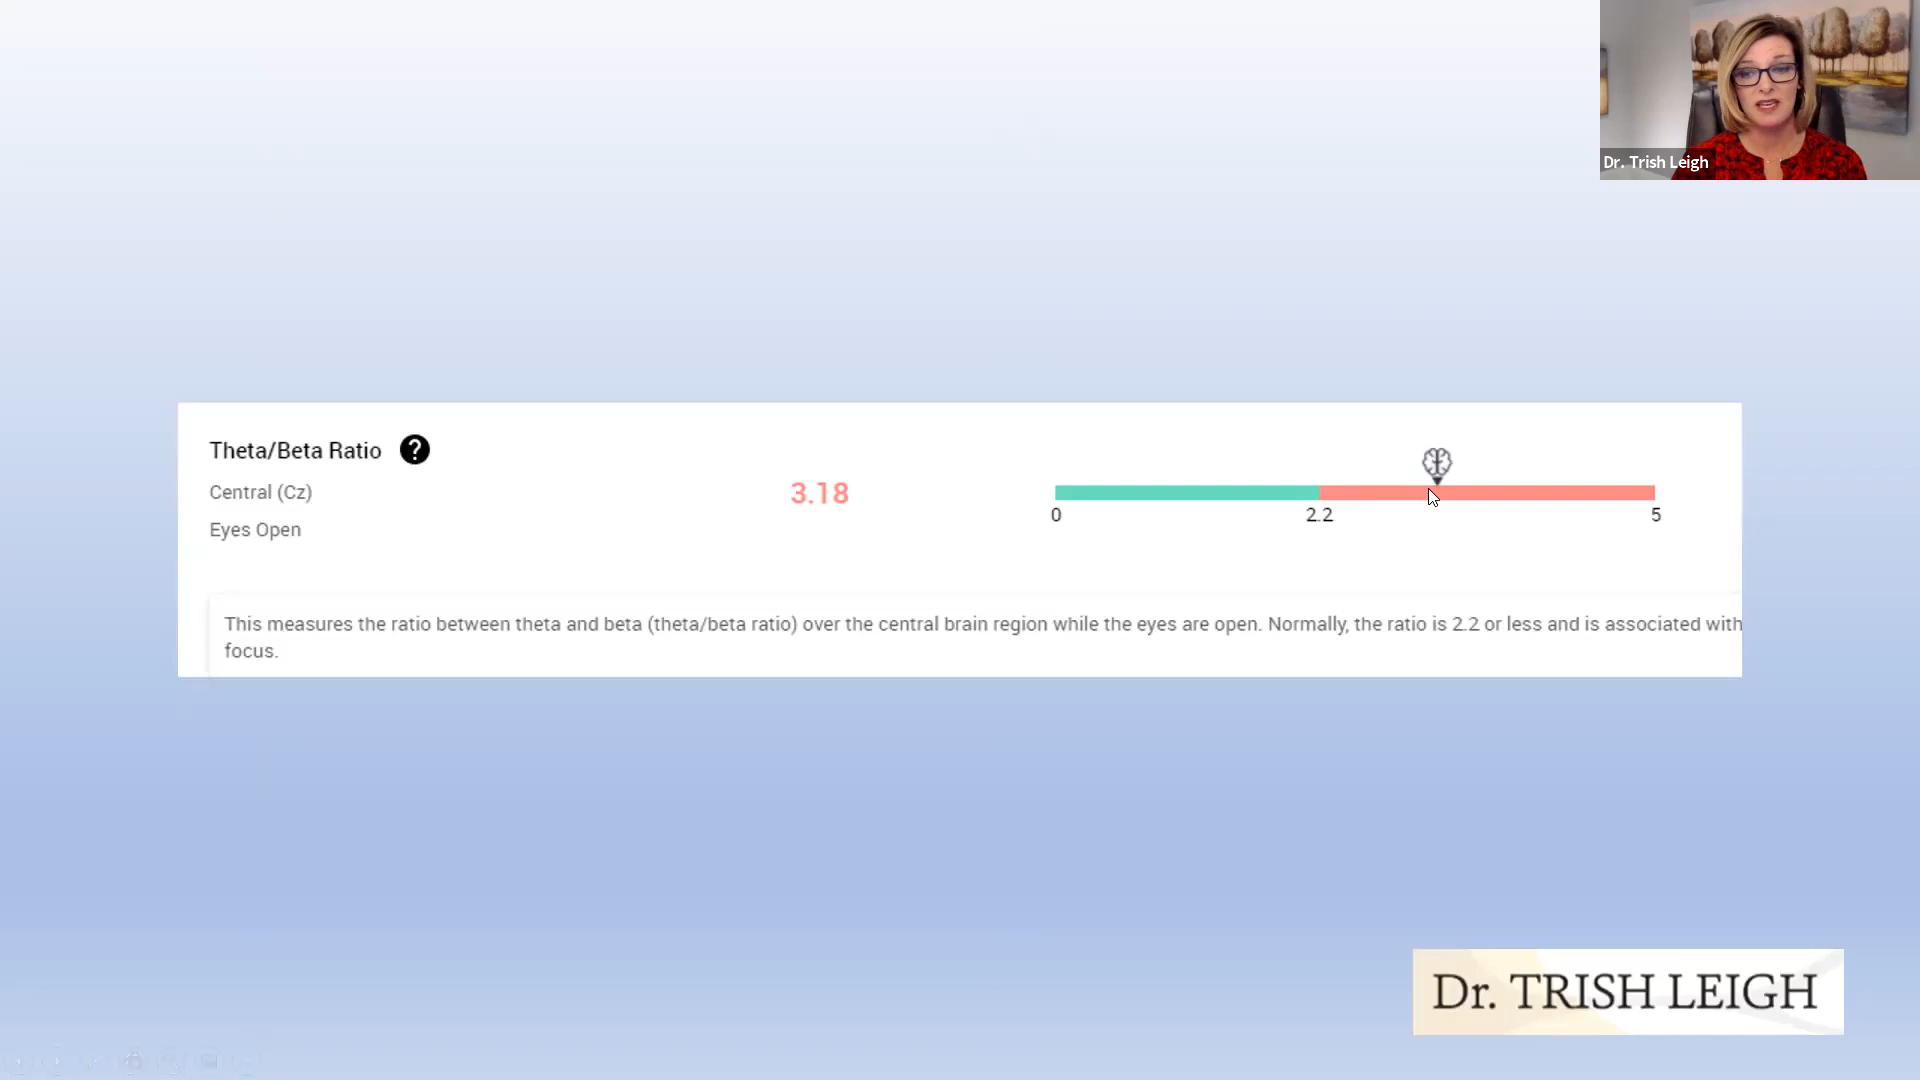 Dr. Trish Leigh
Theta/Beta Ratio ?
Central (Cz)
3.18
Eyes Open
0
2.2
5
This measures the ratio between theta and beta (theta/beta ratio) over the central brain region while the eyes are open. Normally, the ratio is 2.2 or less and is associated with
focus.
Dr. TRISH LEIGH